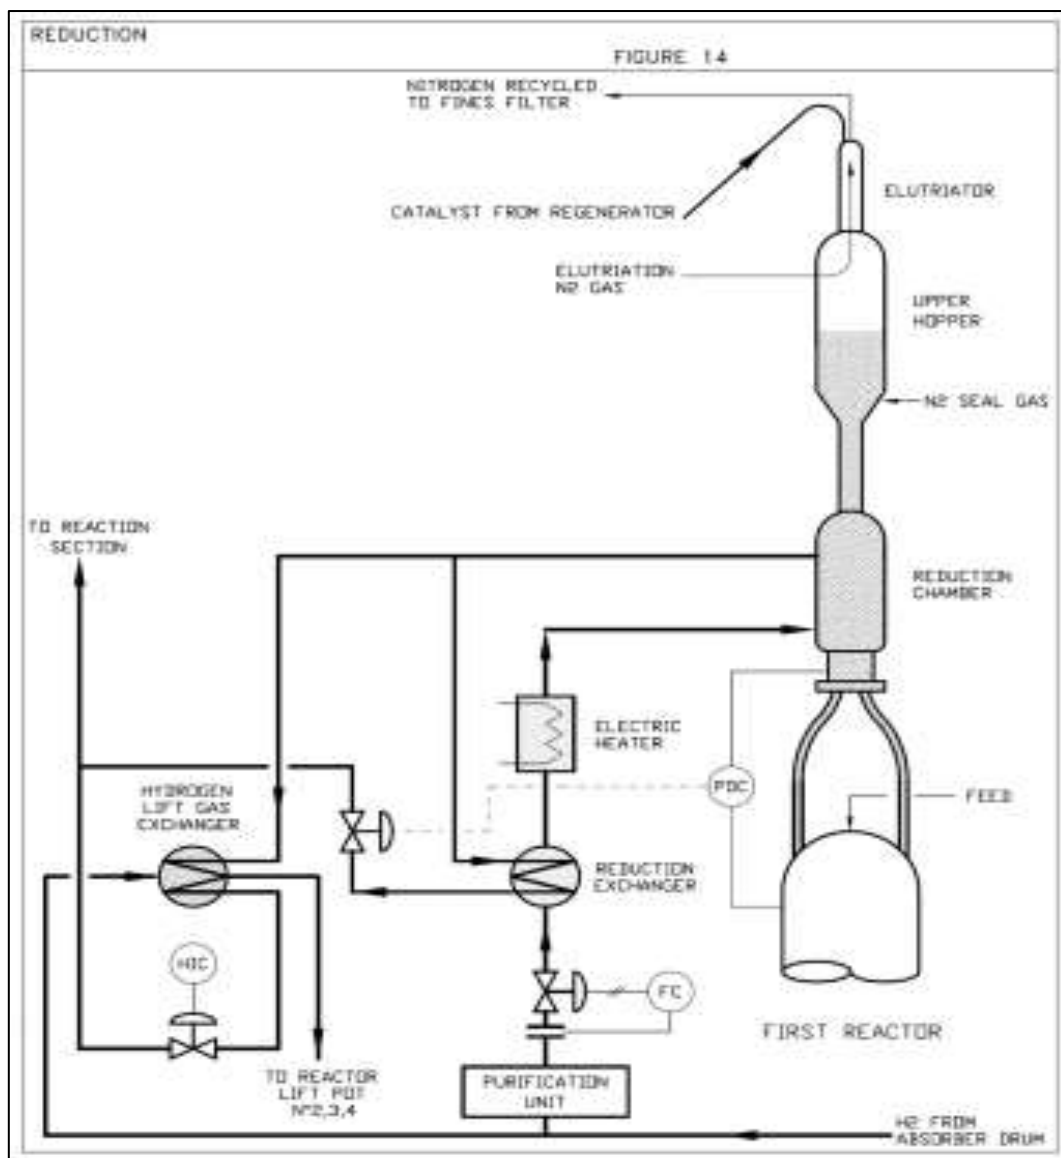 REDUCTION
FIGURE 14
NITROGEN RECYCLED
TO FINES FILTER
ELUTRIATOR
CATALYST FROM REGENERATOR
ELUTRIATION
N2 GAS
UPPER
HOPPER
N2 SEAL GAS
TO REACTION
SECTION
REDUCTION
CHAMBER
ELECTRIC
HEATER
PDC
HYDROGEN
LIFT GAS
EXCHANGER
FEED
REDUCTION
EXCHANGER
HIC
FC
FIRST REACTOR
TO REACTOR
LIFT POT
N°2,3,4
PURIFICATION
UNIT
H2 FROM
ABSORBER DRUM